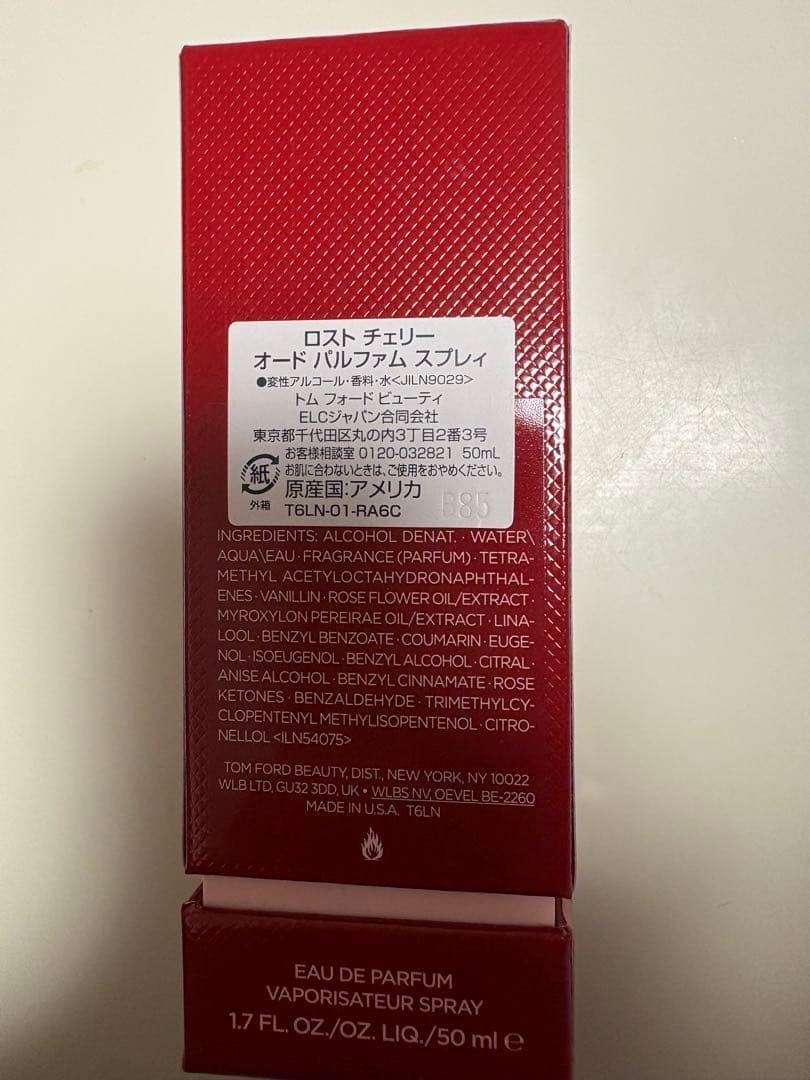 ロスト チェリー
オード パルファム スプレィ
●変性アルコール・香料・水<JILN9029>
トム フォード ビューティ
ELCジャパン合同会社
東京都千代田区丸の内3丁目2番3号
お客様相談室 0120-032821 50mL
お肌に合わないときは、ご使用をおやめください。
紙
外箱
原産国:アメリカ
T6LN-01-RA6C
B85
INGREDIENTS: ALCOHOL DENAT. · WATER\
AQUA\EAU · FRAGRANCE (PARFUM) · TETRA-
METHYL ACETYLOCTAHYDRONAPHTHAL-
ENES · VANILLIN · ROSE FLOWER OIL/EXTRACT ·
MYROXYLON PEREIRAE OIL/EXTRACT · LINA-
LOOL · BENZYL BENZOATE · COUMARIN · EUGE-
NOL · ISOEUGENOL · BENZYL ALCOHOL · CITRAL ·
ANISE ALCOHOL · BENZYL CINNAMATE · ROSE
KETONES · BENZALDEHYDE · TRIMETHYLCY-
CLOPENTENYL METHYLISOPENTENOL · CITRO-
NELLOL <ILN54075>
TOM FORD BEAUTY, DIST., NEW YORK, NY 10022
WLB LTD, GU32 3DD, UK • WLBS NV, OEVEL BE-2260
MADE IN U.S.A. T6LN
EAU DE PARFUM
VAPORISATEUR SPRAY
1.7 FL. OZ./OZ. LIQ./50 ml ℮